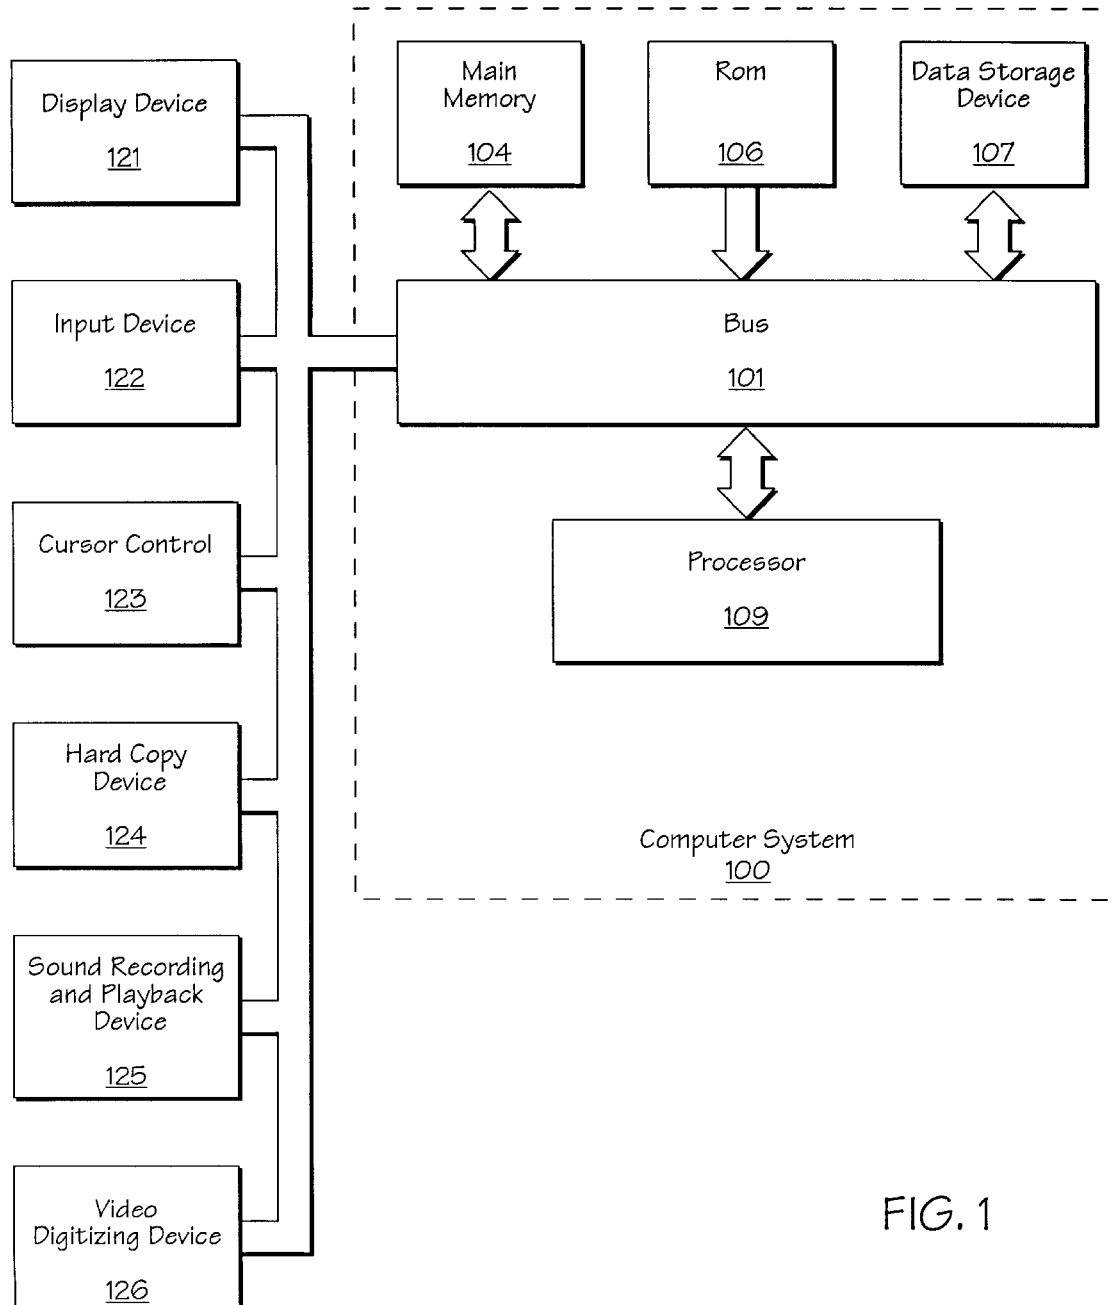 Display Device
121
Input Device
122
Cursor Control
123
Hard Copy
Device
124
Sound Recording
and Playback
Device
125
Video
Digitizing Device
126
Main
Memory
104
Rom
106
Data Storage
Device
107
Bus
101
Processor
109
Computer System
100
FIG. 1